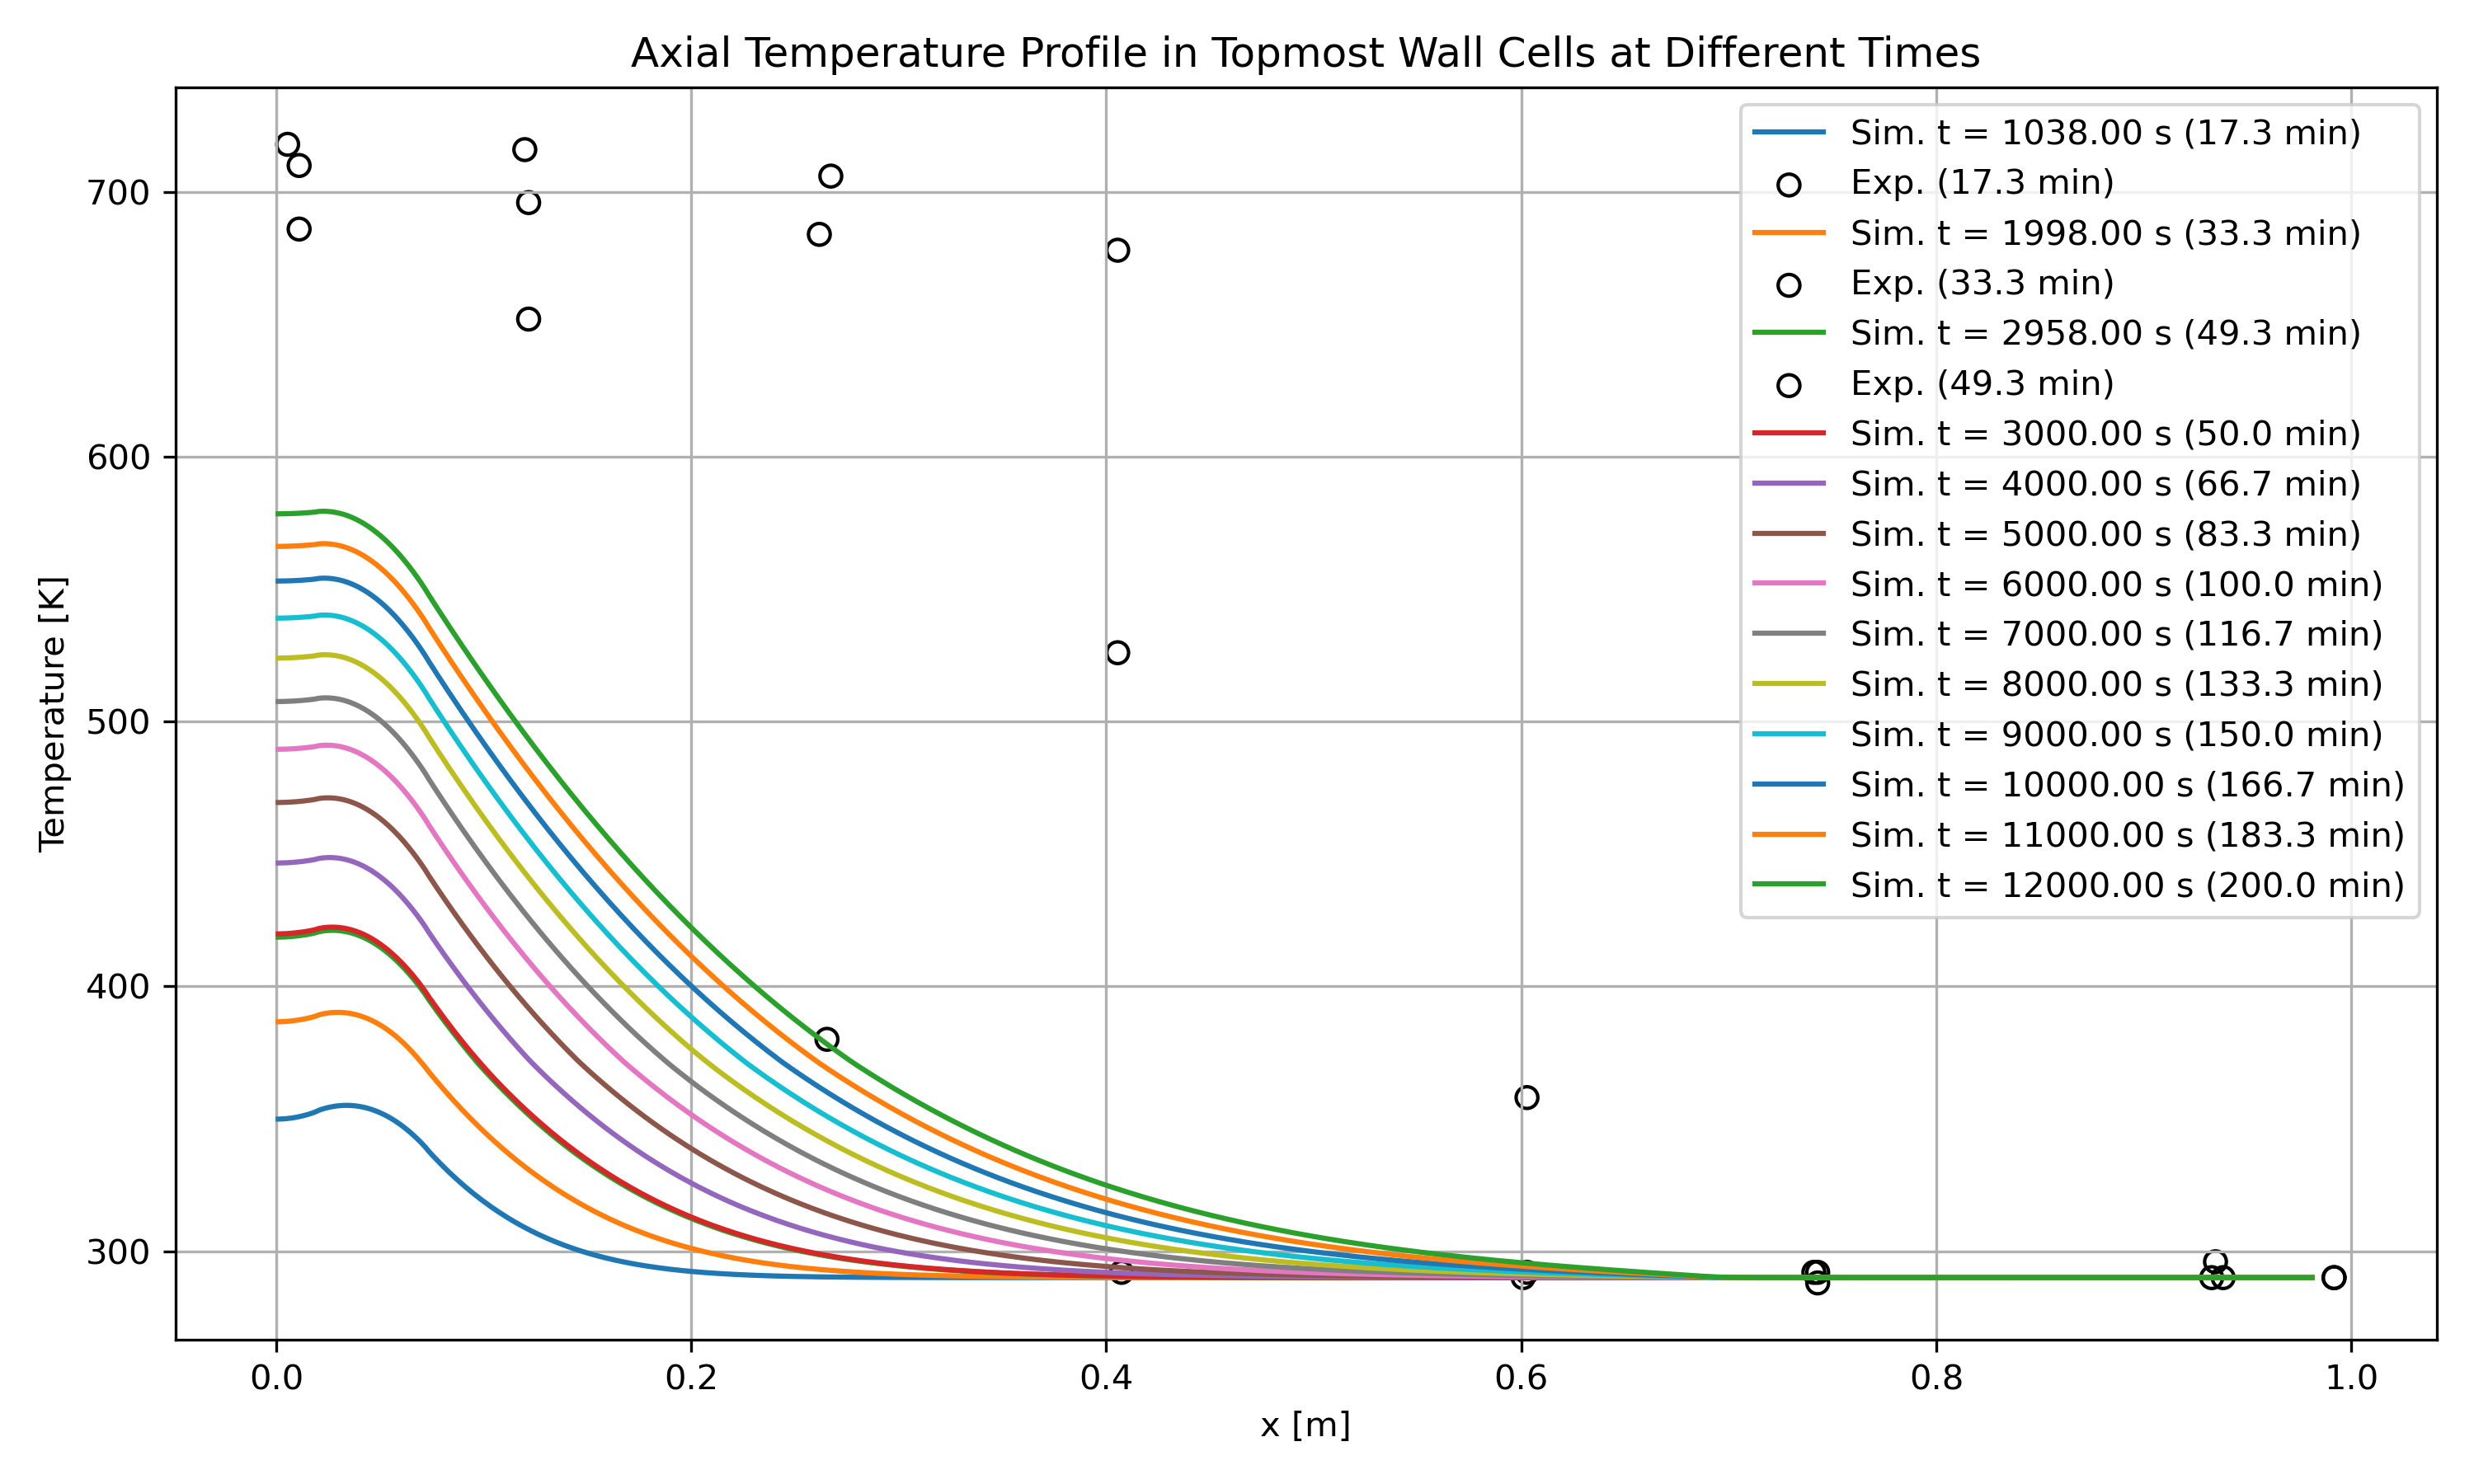 Axial Temperature Profile in Topmost Wall Cells at Different Times
Sim. t = 1038.00 s (17.3 min)
Exp. (17.3 min)
Sim. t = 1998.00 s (33.3 min)
Exp. (33.3 min)
Sim. t = 2958.00 s (49.3 min)
Exp. (49.3 min)
Sim. t = 3000.00 s (50.0 min)
Sim. t = 4000.00 s (66.7 min)
Sim. t = 5000.00 s (83.3 min)
Sim. t = 6000.00 s (100.0 min)
Sim. t = 7000.00 s (116.7 min)
Sim. t = 8000.00 s (133.3 min)
Sim. t = 9000.00 s (150.0 min)
Sim. t = 10000.00 s (166.7 min)
Sim. t = 11000.00 s (183.3 min)
Sim. t = 12000.00 s (200.0 min)
Temperature [K]
700
600
500
400
300
0.0 0.2 0.4 0.6 0.8 1.0
x [m]